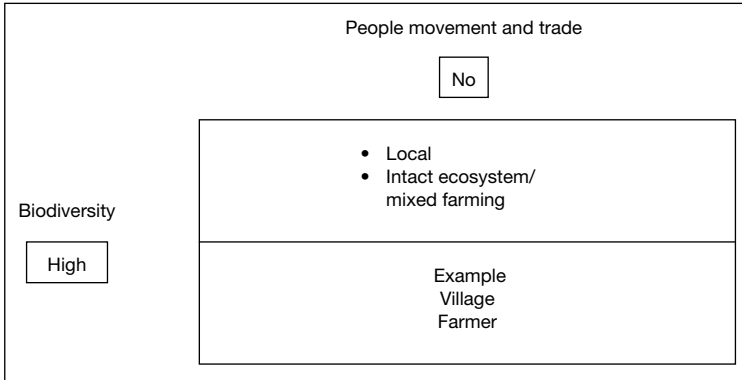 People movement and trade
No
• Local
• Intact ecosystem/
mixed farming
Biodiversity
High
Example
Village
Farmer